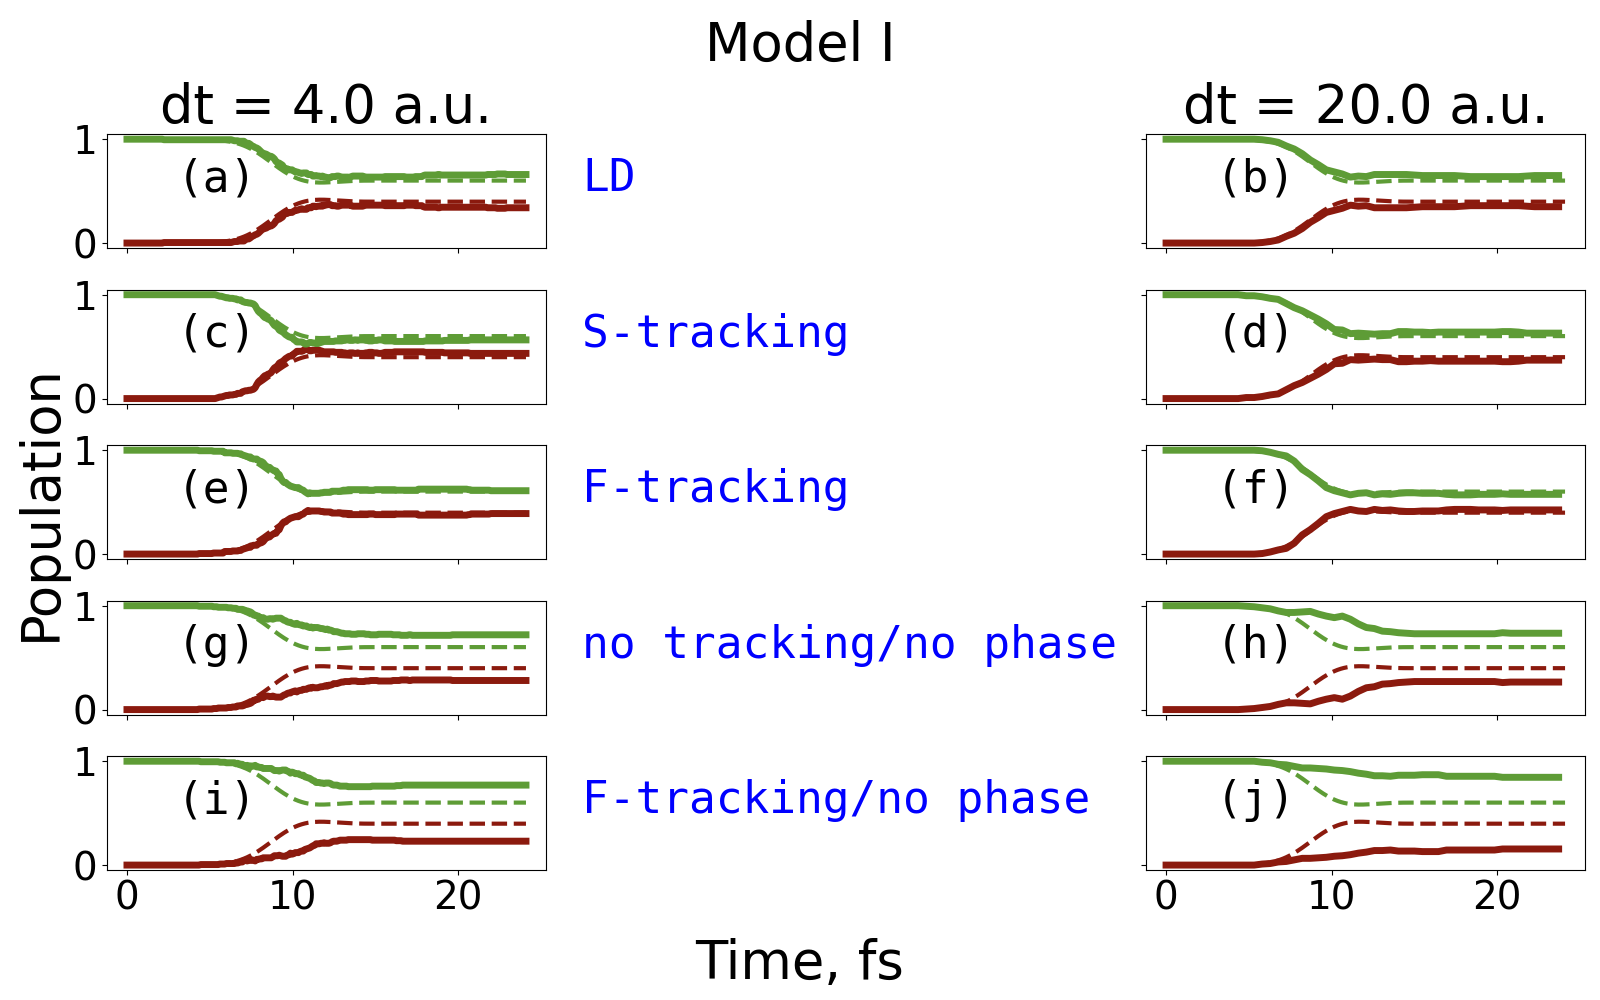 Model I
dt = 4.0 a.u.
dt = 20.0 a.u.
1
0
(a)
LD
(b)
1
0
(c)
S-tracking
(d)
1
0
(e)
F-tracking
(f)
1
0
(g)
no tracking/no phase
(h)
1
0
(i)
F-tracking/no phase
(j)
0 10 20
0 10 20
Population
Time, fs